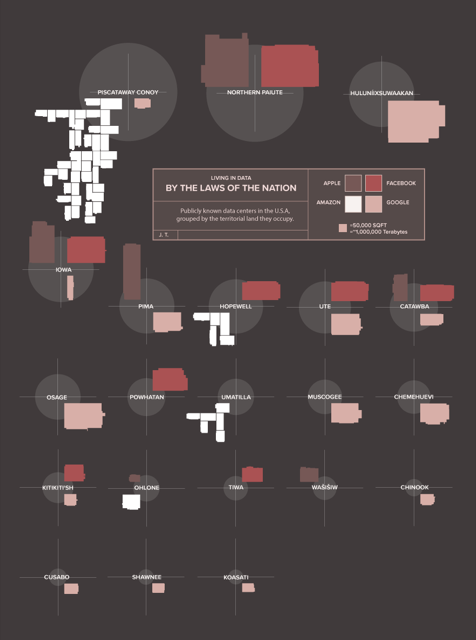 PISCATAWAY CONOY
NORTHERN PAIUTE
HULUNIIXSUWAAKAN
LIVING IN DATA
BY THE LAWS OF THE NATION
Publicly known data centers in the U.S.A,
grouped by the territorial land they occupy.
J. T.
APPLE
FACEBOOK
AMAZON
GOOGLE
=50,000 SQFT
=~1,000,000 Terabytes
IOWA
PIMA
HOPEWELL
UTE
CATAWBA
OSAGE
POWHATAN
UMATILLA
MUSCOGEE
CHEMEHUEVI
KITIKITI'SH
OHLONE
TIWA
WAŠIŠIW
CHINOOK
CUSABO
SHAWNEE
KOASATI